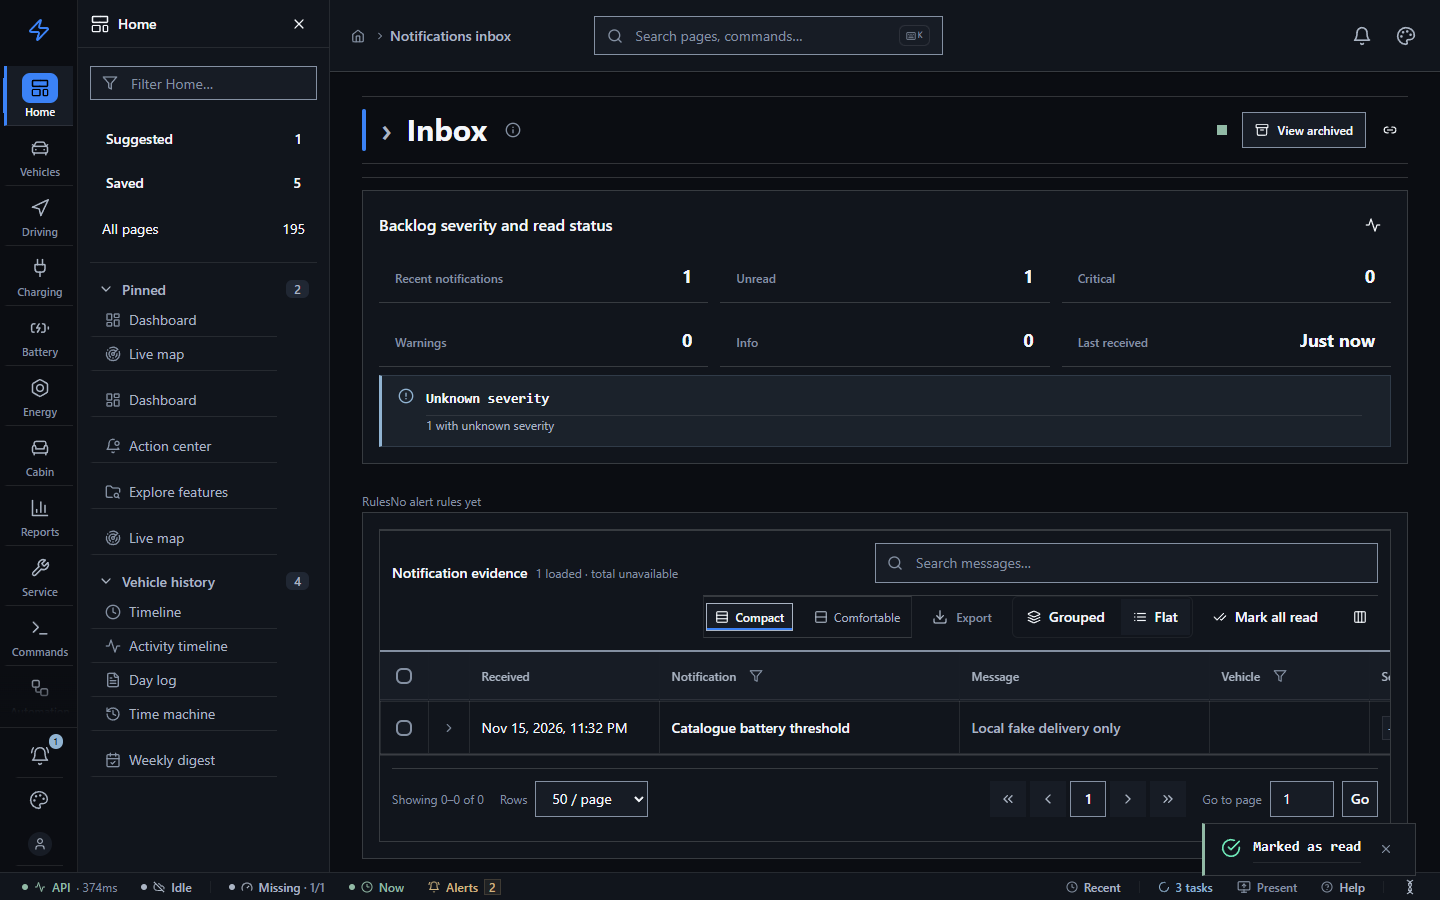 Home
Notifications inbox
Search pages, commands...
K
Home
Vehicles
Driving
Charging
Battery
Energy
Cabin
Reports
Service
Commands
1
Filter Home...
Suggested 1
Saved 5
All pages 195
Pinned 2
Dashboard
Live map
Dashboard
Action center
Explore features
Live map
Vehicle history 4
Timeline
Activity timeline
Day log
Time machine
Weekly digest
Inbox
View archived
Backlog severity and read status
Recent notifications 1
Unread 1
Critical 0
Warnings 0
Info 0
Last received Just now
Unknown severity
1 with unknown severity
RulesNo alert rules yet
Notification evidence 1 loaded · total unavailable
Search messages...
Compact Comfortable Export Grouped Flat Mark all read
Received Notification Message Vehicle
Nov 15, 2026, 11:32 PM Catalogue battery threshold Local fake delivery only
Showing 0–0 of 0 Rows 50 / page 1 Go to page 1 Go
Marked as read
API · 374ms Idle Missing · 1/1 Now Alerts 2 Recent 3 tasks Present Help